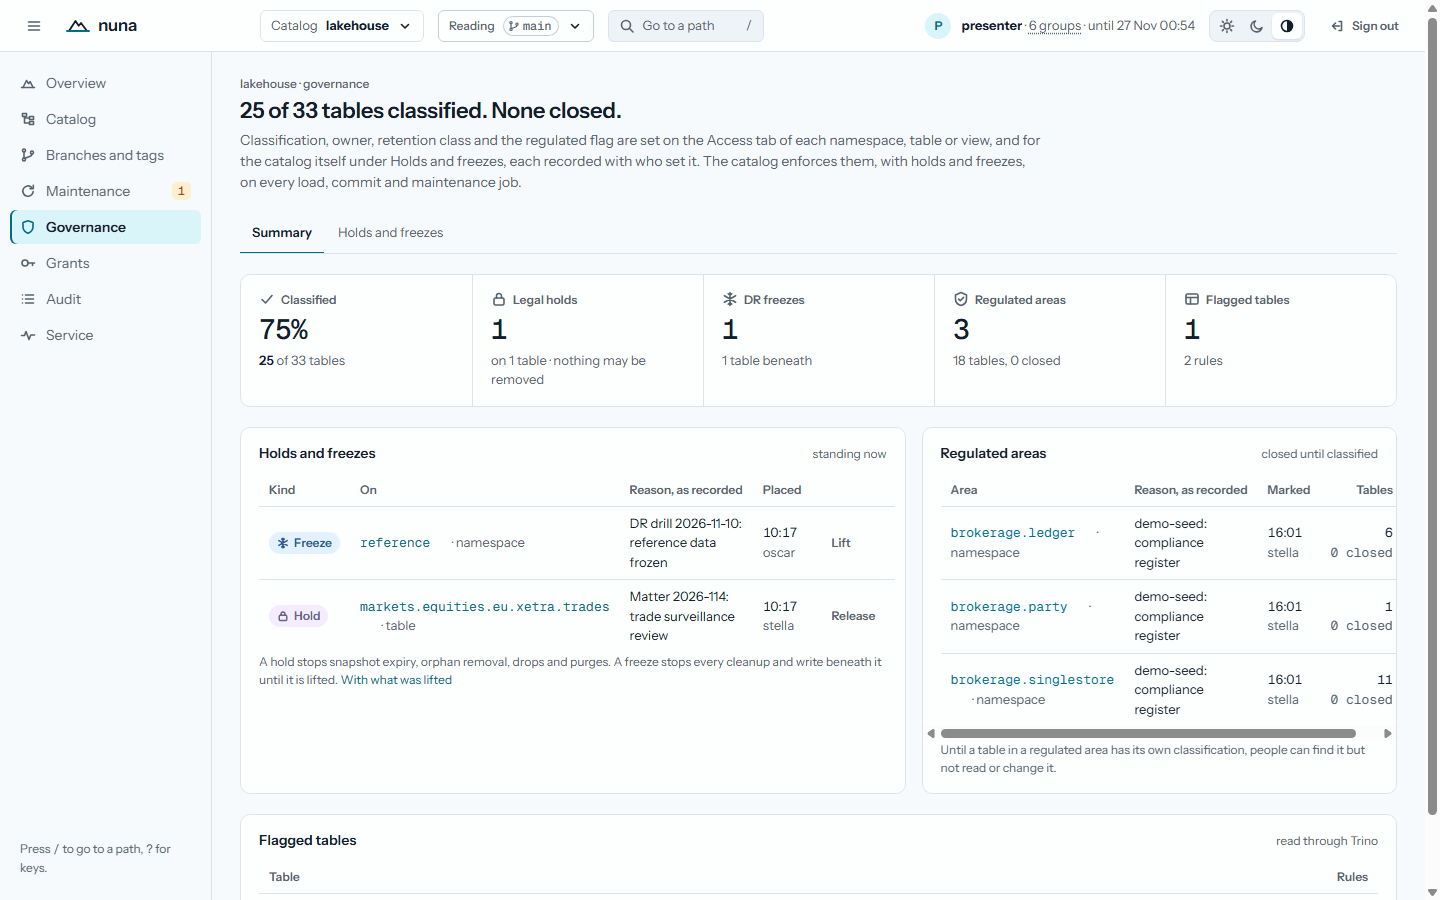 nuna
Catalog lakehouse
Reading main
Go to a path /
P presenter · 6 groups · until 27 Nov 00:54
Sign out
Overview
Catalog
Branches and tags
Maintenance 1
Governance
Grants
Audit
Service
Press / to go to a path, ? for
keys.
lakehouse · governance
25 of 33 tables classified. None closed.
Classification, owner, retention class and the regulated flag are set on the Access tab of each namespace, table or view, and for
the catalog itself under Holds and freezes, each recorded with who set it. The catalog enforces them, with holds and freezes,
on every load, commit and maintenance job.
Summary Holds and freezes
Classified
75%
25 of 33 tables
Legal holds
1
on 1 table · nothing may be
removed
DR freezes
1
1 table beneath
Regulated areas
3
18 tables, 0 closed
Flagged tables
1
2 rules
Holds and freezes standing now
Kind On Reason, as recorded Placed
Freeze reference · namespace DR drill 2026-11-10: 10:17 Lift
reference data oscar
frozen
Hold markets.equities.eu.xetra.trades Matter 2026-114: 10:17 Release
· table trade surveillance stella
review
A hold stops snapshot expiry, orphan removal, drops and purges. A freeze stops every cleanup and write beneath it
until it is lifted. With what was lifted
Regulated areas closed until classified
Area Reason, as recorded Marked Tables
brokerage.ledger · demo-seed: 16:01 6
namespace compliance stella 0 closed
register
brokerage.party · demo-seed: 16:01 1
namespace compliance stella 0 closed
register
brokerage.singlestore demo-seed: 16:01 11
· namespace compliance stella 0 closed
register
Until a table in a regulated area has its own classification, people can find it but
not read or change it.
Flagged tables read through Trino
Table Rules